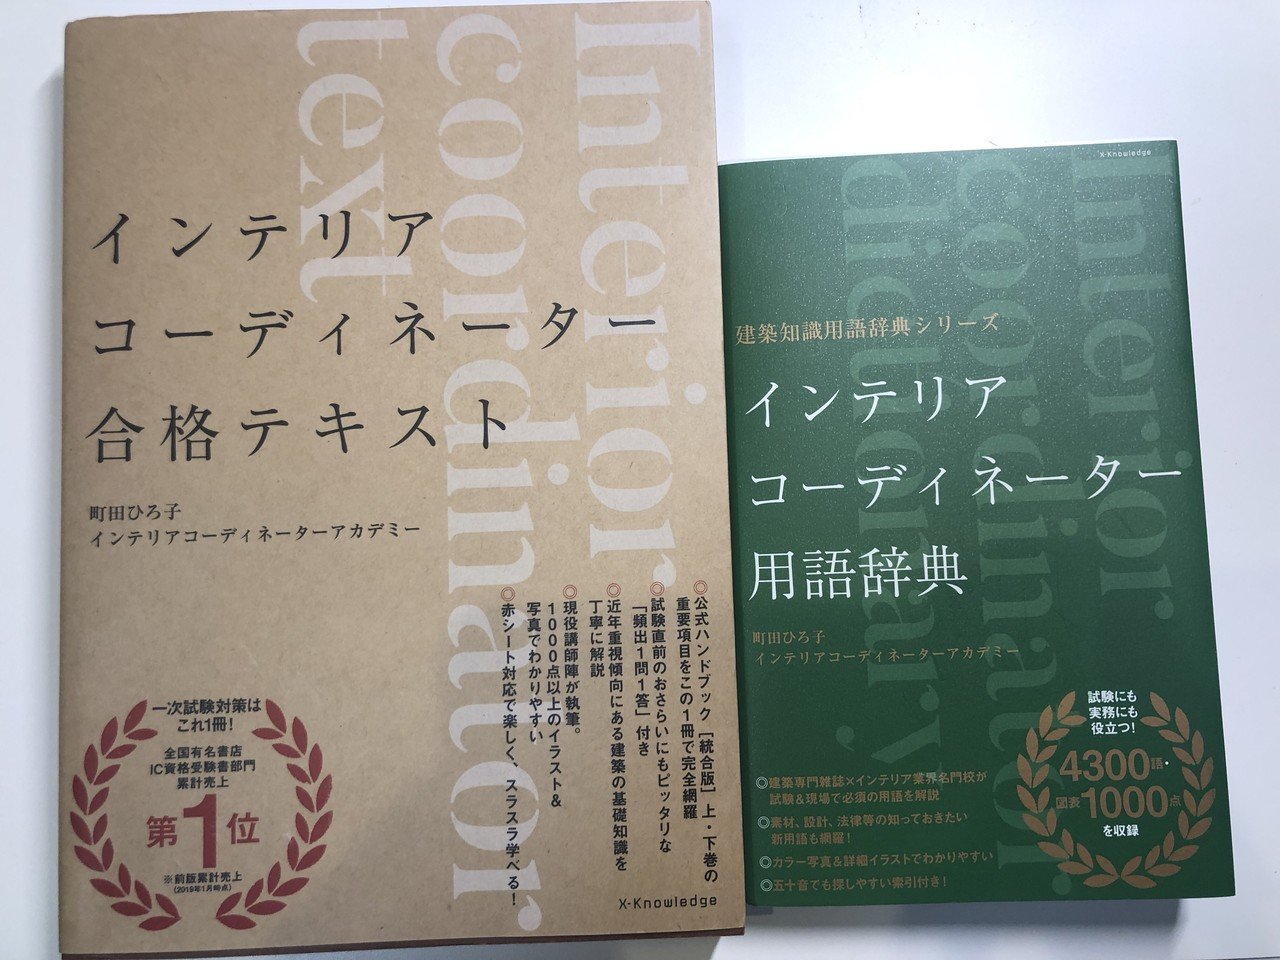 Interior
coordinator
text
インテリア
コーディネーター
合格テキスト
町田ひろ子
インテリアコーディネーターアカデミー
◎公式ハンドブック［統合版］上・下巻の
重要項目をこの1冊で完全網羅
◎試験直前のおさらいにもピッタリな
「頻出1問1答」付き
◎近年重視傾向にある建築の基礎知識を
丁寧に解説
◎現役講師陣が執筆。
1000点以上のイラスト＆
写真でわかりやすい
◎赤シート対応で楽しく、スラスラ学べる！
一次試験対策は
これ1冊！
全国有名書店
IC資格受験書部門
累計売上
第1位
※前版累計売上
(2019年1月時点)
X-Knowledge
X-Knowledge
Interior
coordinator
dictionary
建築知識用語辞典シリーズ
インテリア
コーディネーター
用語辞典
町田ひろ子
インテリアコーディネーターアカデミー
試験にも
実務にも
役立つ！
4300語・
図表1000点
を収録
◎建築専門雑誌×インテリア業界名門校が
試験＆現場で必須の用語を解説
◎素材、設計、法律等の知っておきたい
新用語も網羅！
◎カラー写真＆詳細イラストでわかりやすい
◎五十音でも探しやすい索引付き！